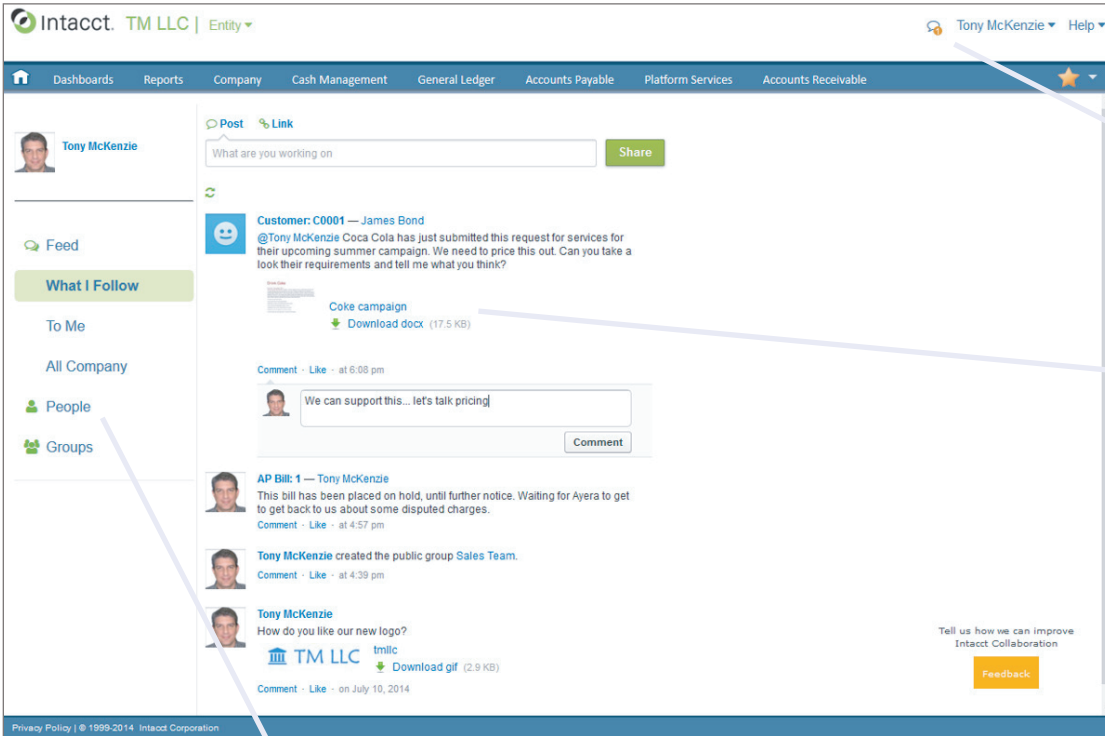 Intacct. TM LLC | Entity
Tony McKenzie Help
Dashboards Reports Company Cash Management General Ledger Accounts Payable Platform Services Accounts Receivable
Tony McKenzie
Feed
What I Follow
To Me
All Company
People
Groups
Post Link
What are you working on
Share
Customer: C0001 — James Bond
@Tony McKenzie Coca Cola has just submitted this request for services for
their upcoming summer campaign. We need to price this out. Can you take a
look their requirements and tell me what you think?
Coke campaign
Download docx (17.5 KB)
Comment · Like · at 6:08 pm
We can support this... let's talk pricing
Comment
AP Bill: 1 — Tony McKenzie
This bill has been placed on hold, until further notice. Waiting for Ayera to get
to get back to us about some disputed charges.
Comment · Like · at 4:57 pm
Tony McKenzie created the public group Sales Team.
Comment · Like · at 4:39 pm
Tony McKenzie
How do you like our new logo?
TM LLC
tmllc
Download gif (2.9 KB)
Comment · Like · on July 10, 2014
Tell us how we can improve
Intacct Collaboration
Feedback
Privacy Policy | © 1999-2014 Intacct Corporation